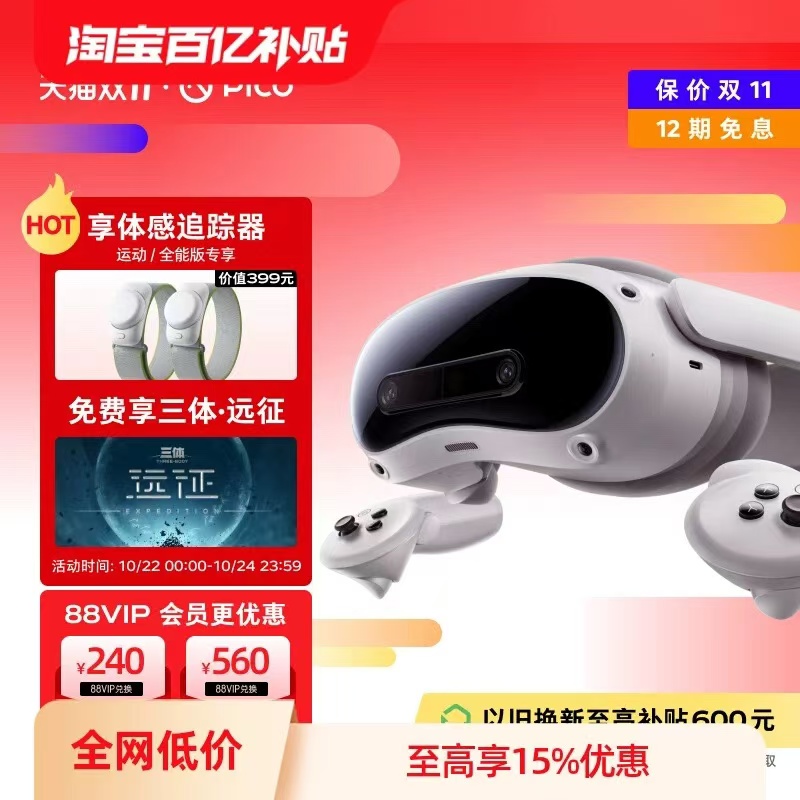 淘宝百亿补贴
天猫双11·PICO
保价双11
12期免息
HOT
享体感追踪器
运动/全能版专享
价值399元
免费享三体·远征
三体
THREE-BODY
远征
EXPEDITION
活动时间: 10/22 00:00-10/24 23:59
88VIP 会员更优惠
¥240
¥560
88VIP兑换
88VIP兑换
以旧换新至高补贴600元
取
全网低价
至高享15%优惠